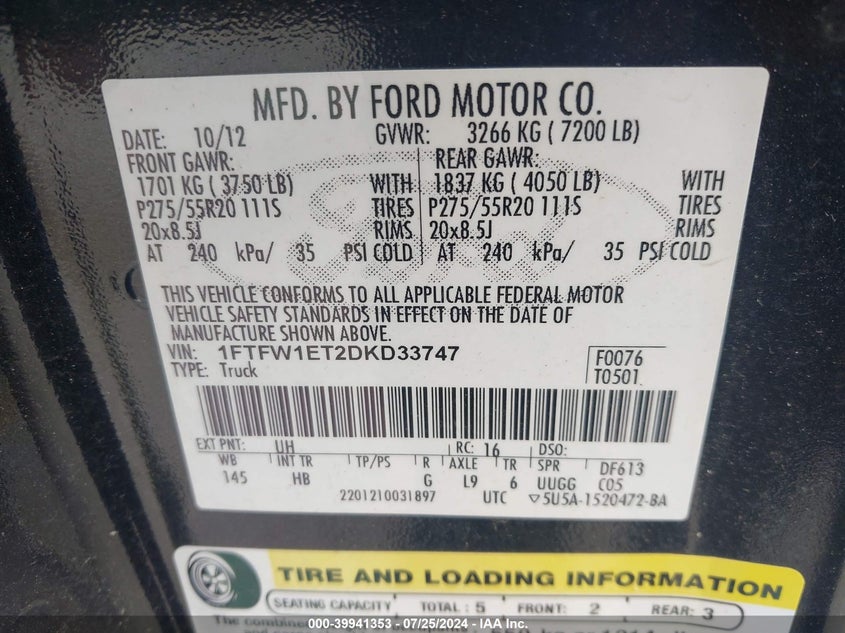 MFD. BY FORD MOTOR CO.
DATE: 10/12 GVWR: 3266 KG ( 7200 LB)
FRONT GAWR: REAR GAWR:
1701 KG ( 3750 LB) WITH 1837 KG ( 4050 LB) WITH
P275/55R20 111S TIRES P275/55R20 111S TIRES
20x8.5J RIMS 20x8.5J RIMS
AT 240 kPa/ 35 PSI COLD AT 240 kPa/ 35 PSI COLD
THIS VEHICLE CONFORMS TO ALL APPLICABLE FEDERAL MOTOR
VEHICLE SAFETY STANDARDS IN EFFECT ON THE DATE OF
MANUFACTURE SHOWN ABOVE.
VIN: 1FTFW1ET2DKD33747 F0076
TYPE: Truck T0501
EXT PNT: UH RC: 16 DSO:
WB INT TR TP/PS R AXLE TR SPR DF613
145 HB G L9 6 UUGG C05
2201210031897 UTC ▽5U5A-1520472-BA
TIRE AND LOADING INFORMATION
SEATING CAPACITY TOTAL: 5 FRONT: 2 REAR: 3
The combined
000-39941353 - 07/25/2024 - IAA Inc.